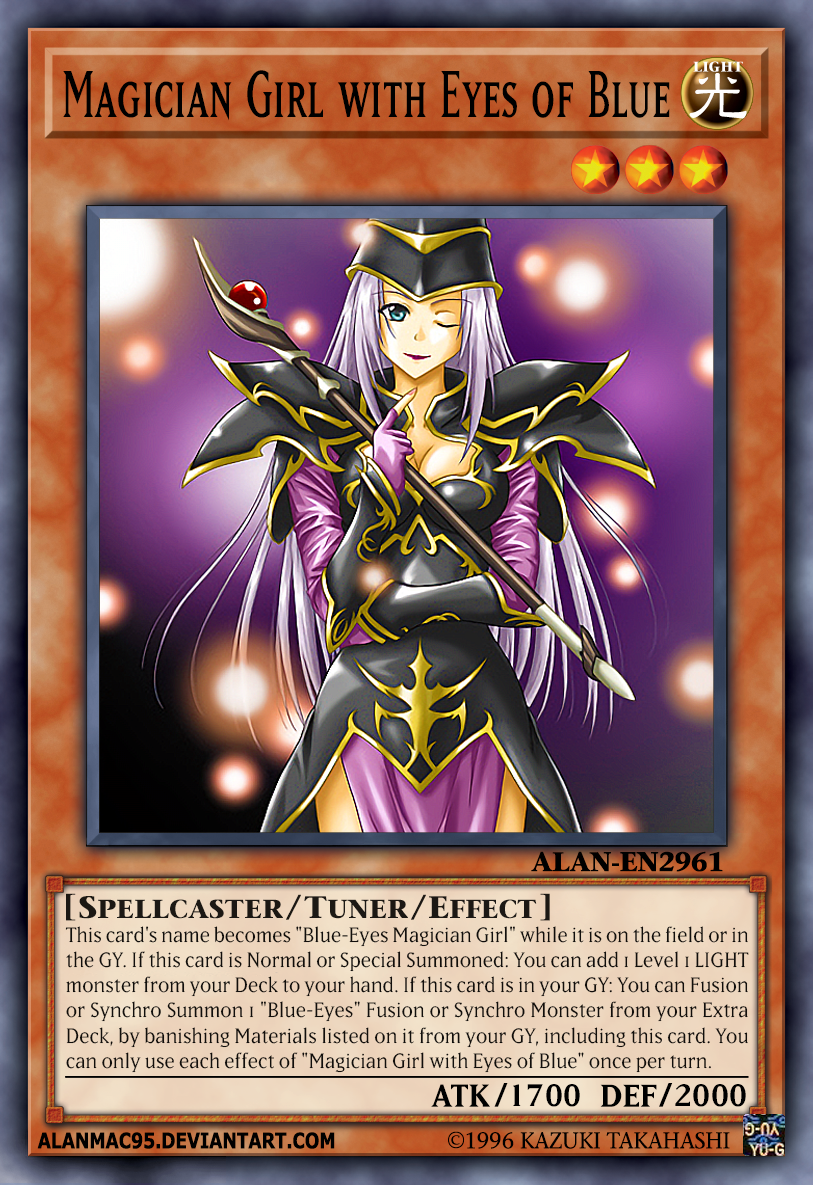 Magician Girl with Eyes of Blue
LIGHT
光
ALAN-EN2961
[Spellcaster/Tuner/Effect]
This card's name becomes "Blue-Eyes Magician Girl" while it is on the field or in
the GY. If this card is Normal or Special Summoned: You can add 1 Level 1 LIGHT
monster from your Deck to your hand. If this card is in your GY: You can Fusion
or Synchro Summon 1 "Blue-Eyes" Fusion or Synchro Monster from your Extra
Deck, by banishing Materials listed on it from your GY, including this card. You
can only use each effect of "Magician Girl with Eyes of Blue" once per turn.
ATK/1700 DEF/2000
ALANMAC95.DEVIANTART.COM
©1996 KAZUKI TAKAHASHI
YU-G
YU-G